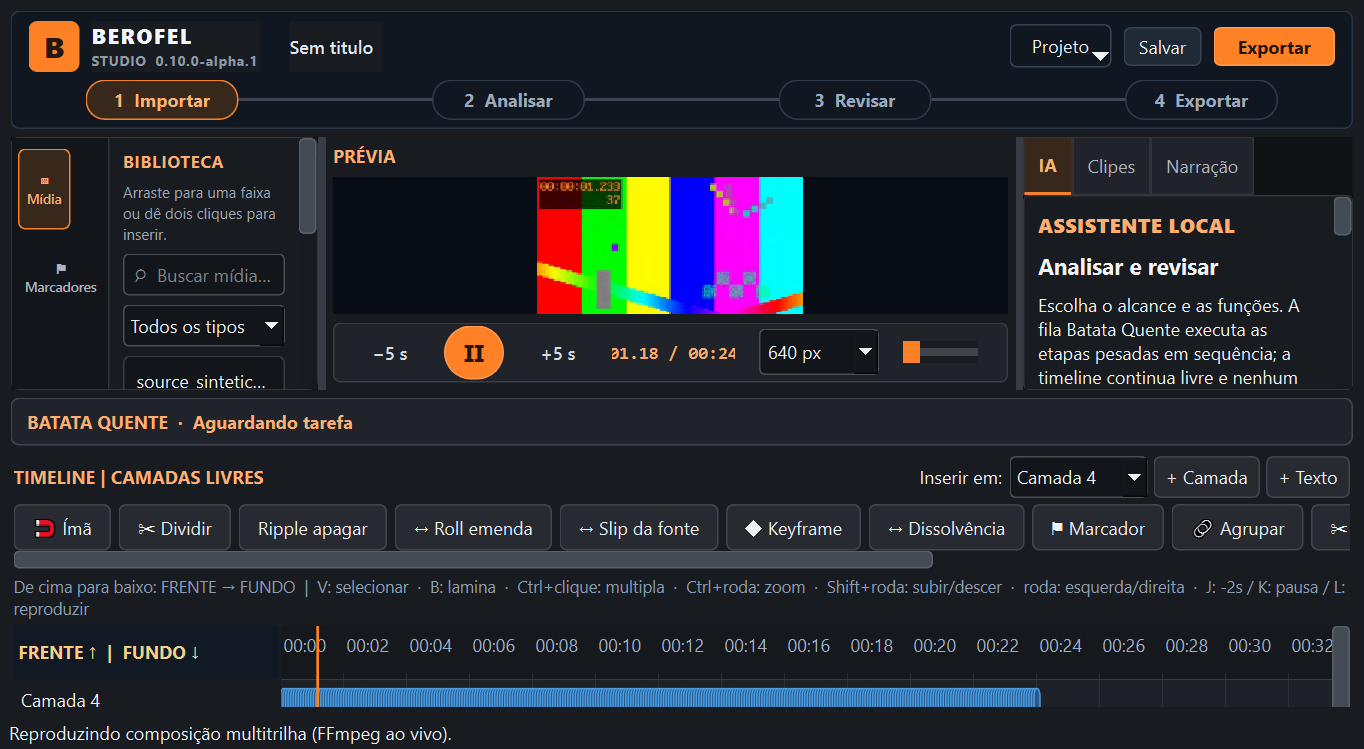 B
BEROFEL
STUDIO 0.10.0-alpha.1
Sem titulo
Projeto
Salvar
Exportar
1 Importar
2 Analisar
3 Revisar
4 Exportar
Mídia
Marcadores
BIBLIOTECA
Arraste para uma faixa
ou dê dois cliques para
inserir.
Buscar mídia...
Todos os tipos
source_sintetic...
PRÉVIA
00:00:01.233
37
−5 s
+5 s
01.18 / 00:24
640 px
IA
Clipes
Narração
ASSISTENTE LOCAL
Analisar e revisar
Escolha o alcance e as funções. A
fila Batata Quente executa as
etapas pesadas em sequência; a
timeline continua livre e nenhum
BATATA QUENTE · Aguardando tarefa
TIMELINE | CAMADAS LIVRES
Inserir em:
Camada 4
+ Camada
+ Texto
Ímã
Dividir
Ripple apagar
↔ Roll emenda
↔ Slip da fonte
Keyframe
↔ Dissolvência
Marcador
Agrupar
De cima para baixo: FRENTE → FUNDO | V: selecionar · B: lamina · Ctrl+clique: multipla · Ctrl+roda: zoom · Shift+roda: subir/descer · roda: esquerda/direita · J: -2s / K: pausa / L:
reproduzir
FRENTE ↑ | FUNDO ↓
00:00 00:02 00:04 00:06 00:08 00:10 00:12 00:14 00:16 00:18 00:20 00:22 00:24 00:26 00:28 00:30 00:32
Camada 4
Reproduzindo composição multitrilha (FFmpeg ao vivo).